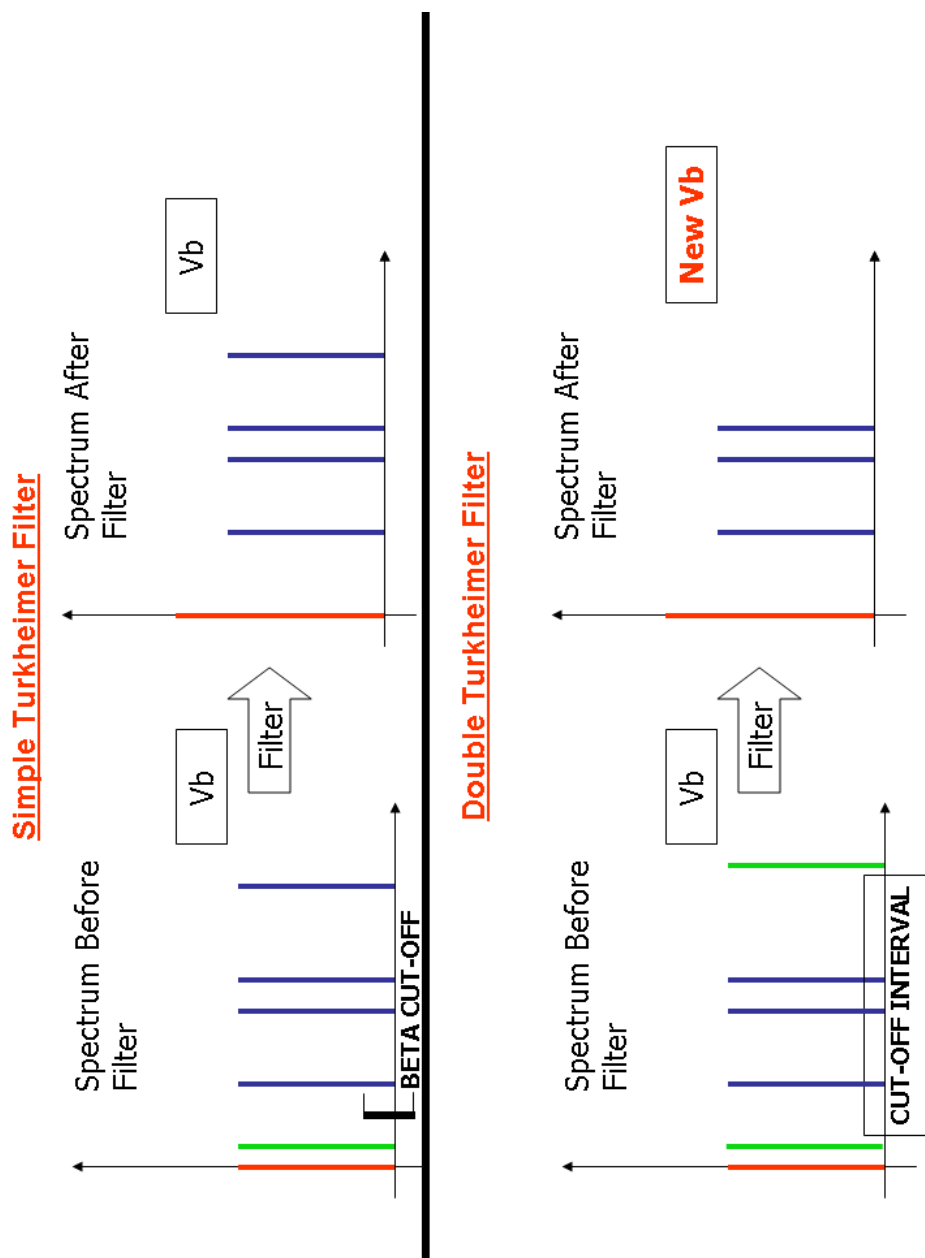 Simple Turkheimer Filter
Spectrum Before
Filter
Vb
Filter
Spectrum After
Filter
Vb
BETA CUT-OFF
Double Turkheimer Filter
Spectrum Before
Filter
Vb
Filter
Spectrum After
Filter
New Vb
CUT-OFF INTERVAL